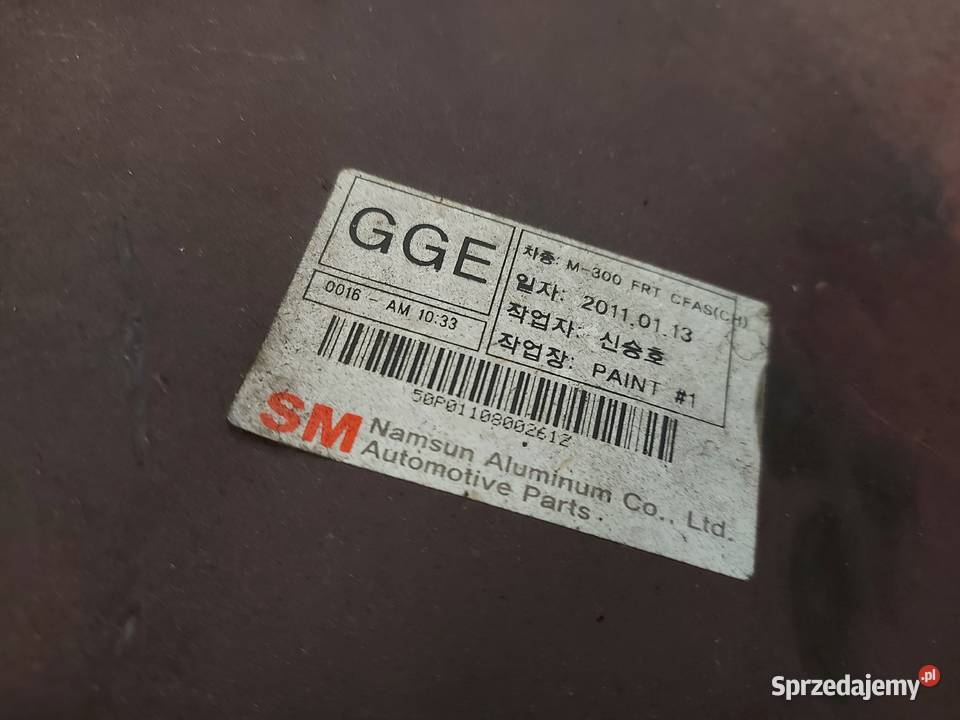 GGE
0016 - AM 10:33
차종: M-300 FRT CFAS(CH)
일자: 2011.01.13
작업자: 신승호
작업장: PAINT #1
50P01108002612
SM Namsun Aluminum Co., Ltd.
Automotive Parts
Sprzedajemy.pl